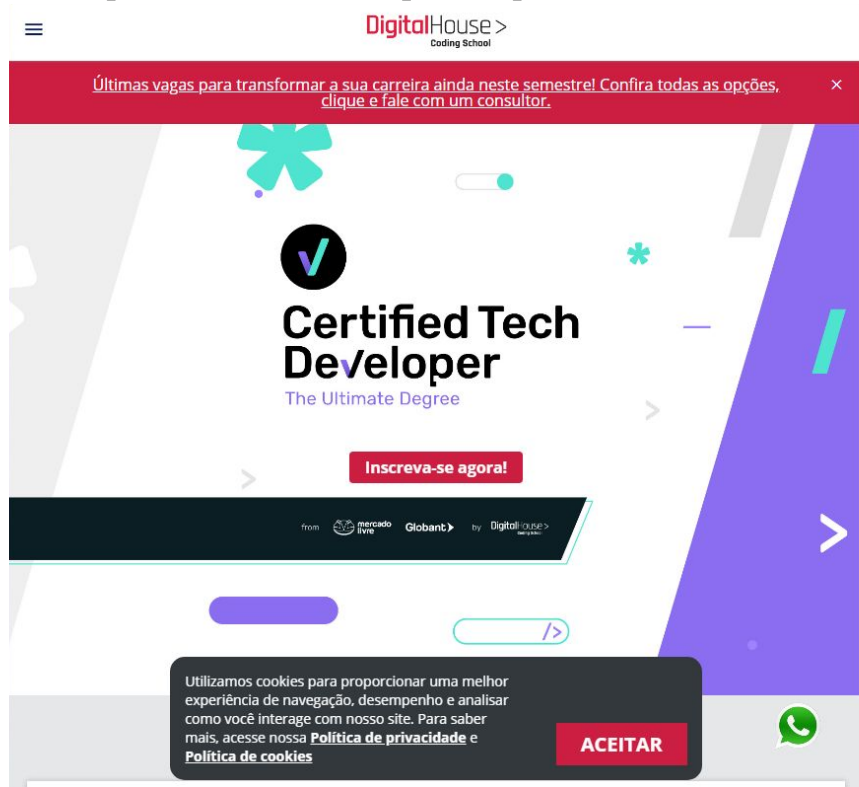 DigitalHouse >
Coding School
Últimas vagas para transformar a sua carreira ainda neste semestre! Confira todas as opções,
clique e fale com um consultor.
×
Certified Tech
Developer
The Ultimate Degree
Inscreva-se agora!
from mercado livre Globant> by DigitalHouse >
Coding School
/>
Utilizamos cookies para proporcionar uma melhor
experiência de navegação, desempenho e analisar
como você interage com nosso site. Para saber
mais, acesse nossa Política de privacidade e
Política de cookies
ACEITAR